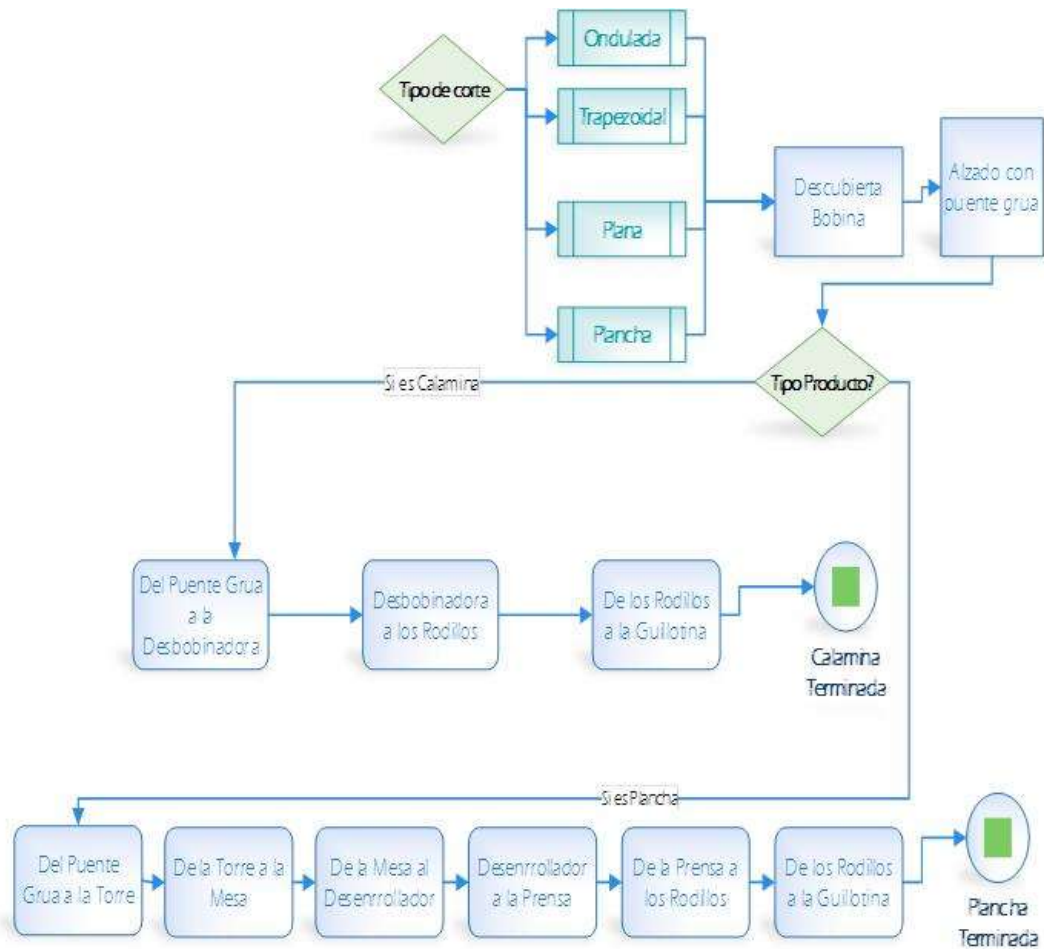 Ondulada
Tipo de corte
Trapezoidal
Plana
Plancha
Descubierta
Bobina
Alzado con
puente grua
Tipo Producto?
Si es Calamina
Del Puente Grua
a la
Desbobinadora
Desbobinadora
a los Rodillos
De los Rodillos
a la Guillotina
Calamina
Terminada
Si es Plancha
Del Puente
Grua a la Torre
De la Torre a la
Mesa
De la Mesa al
Desenrrollador
Desenrrollador
a la Prensa
De la Prensa a
los Rodillos
De los Rodillos
a la Guillotina
Plancha
Terminada